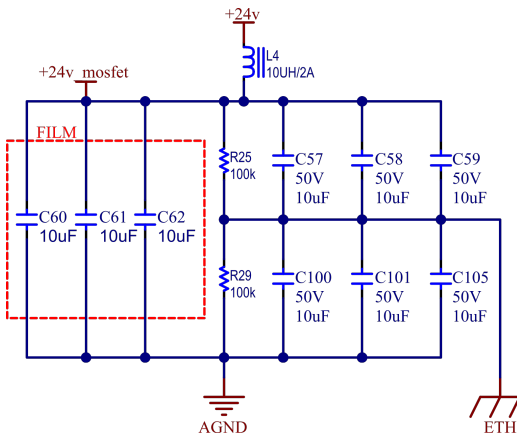 +24v
L4
10UH/2A
+24v_mosfet
FILM
R25
100k
C57
50V
10uF
C58
50V
10uF
C59
50V
10uF
C60
10uF
C61
10uF
C62
10uF
R29
100k
C100
50V
10uF
C101
50V
10uF
C105
50V
10uF
AGND
ETH